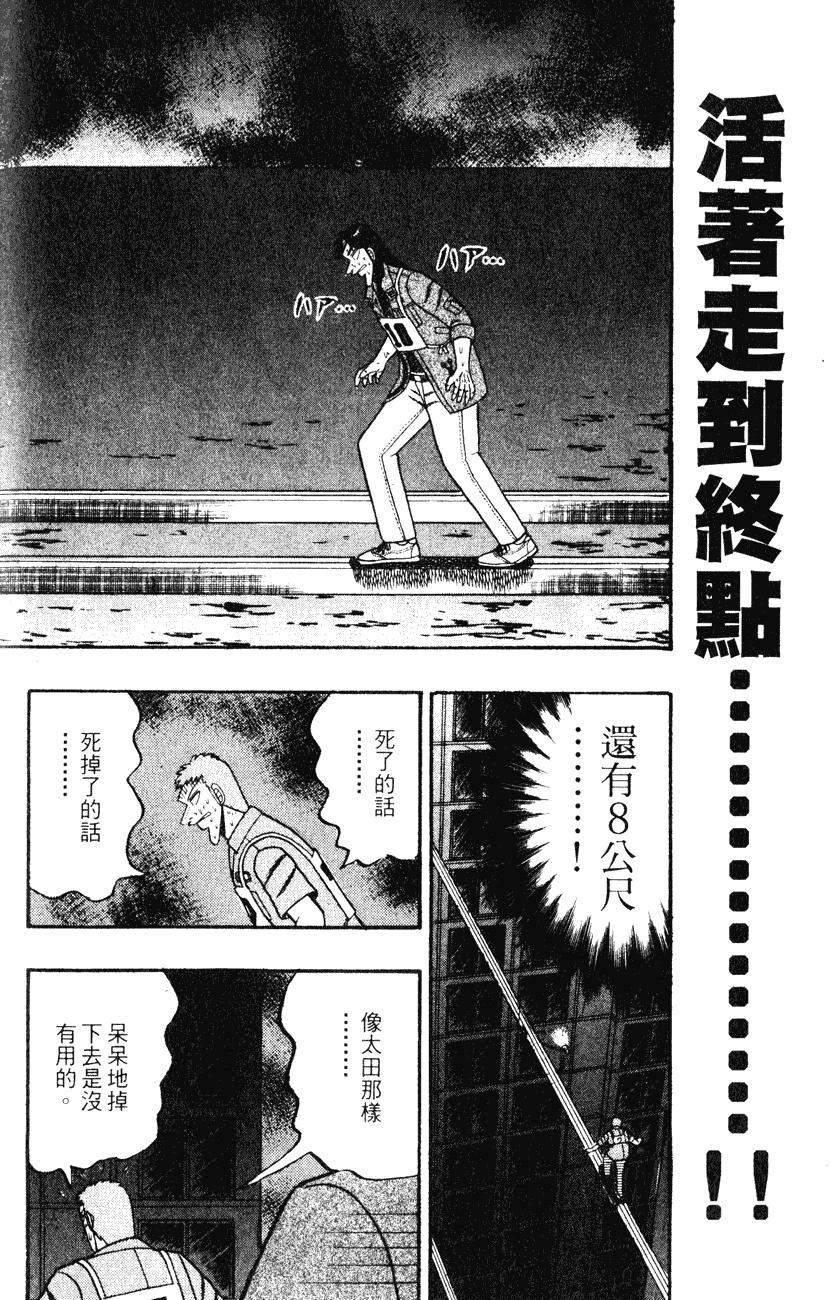 活著走到終點……………………!!
ハア…
ハア…
還有8公尺
………!
死了的話
………
死掉了的話
………
像太田那樣
………
呆呆地掉
下去是沒
有用的。